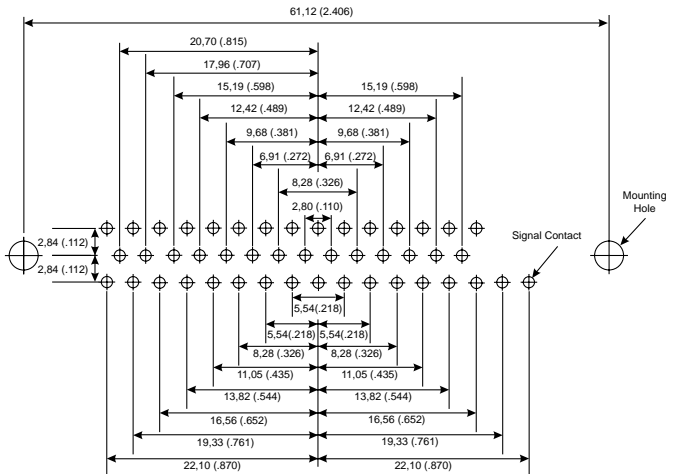 61,12 (2.406)
20,70 (.815)
17,96 (.707)
15,19 (.598) 15,19 (.598)
12,42 (.489) 12,42 (.489)
9,68 (.381) 9,68 (.381)
6,91 (.272) 6,91 (.272)
8,28 (.326)
2,80 (.110)
Mounting
Hole
Signal Contact
2,84 (.112)
2,84 (.112)
5,54(.218)
5,54(.218) 5,54(.218)
8,28 (.326) 8,28 (.326)
11,05 (.435) 11,05 (.435)
13,82 (.544) 13,82 (.544)
16,56 (.652) 16,56 (.652)
19,33 (.761) 19,33 (.761)
22,10 (.870) 22,10 (.870)